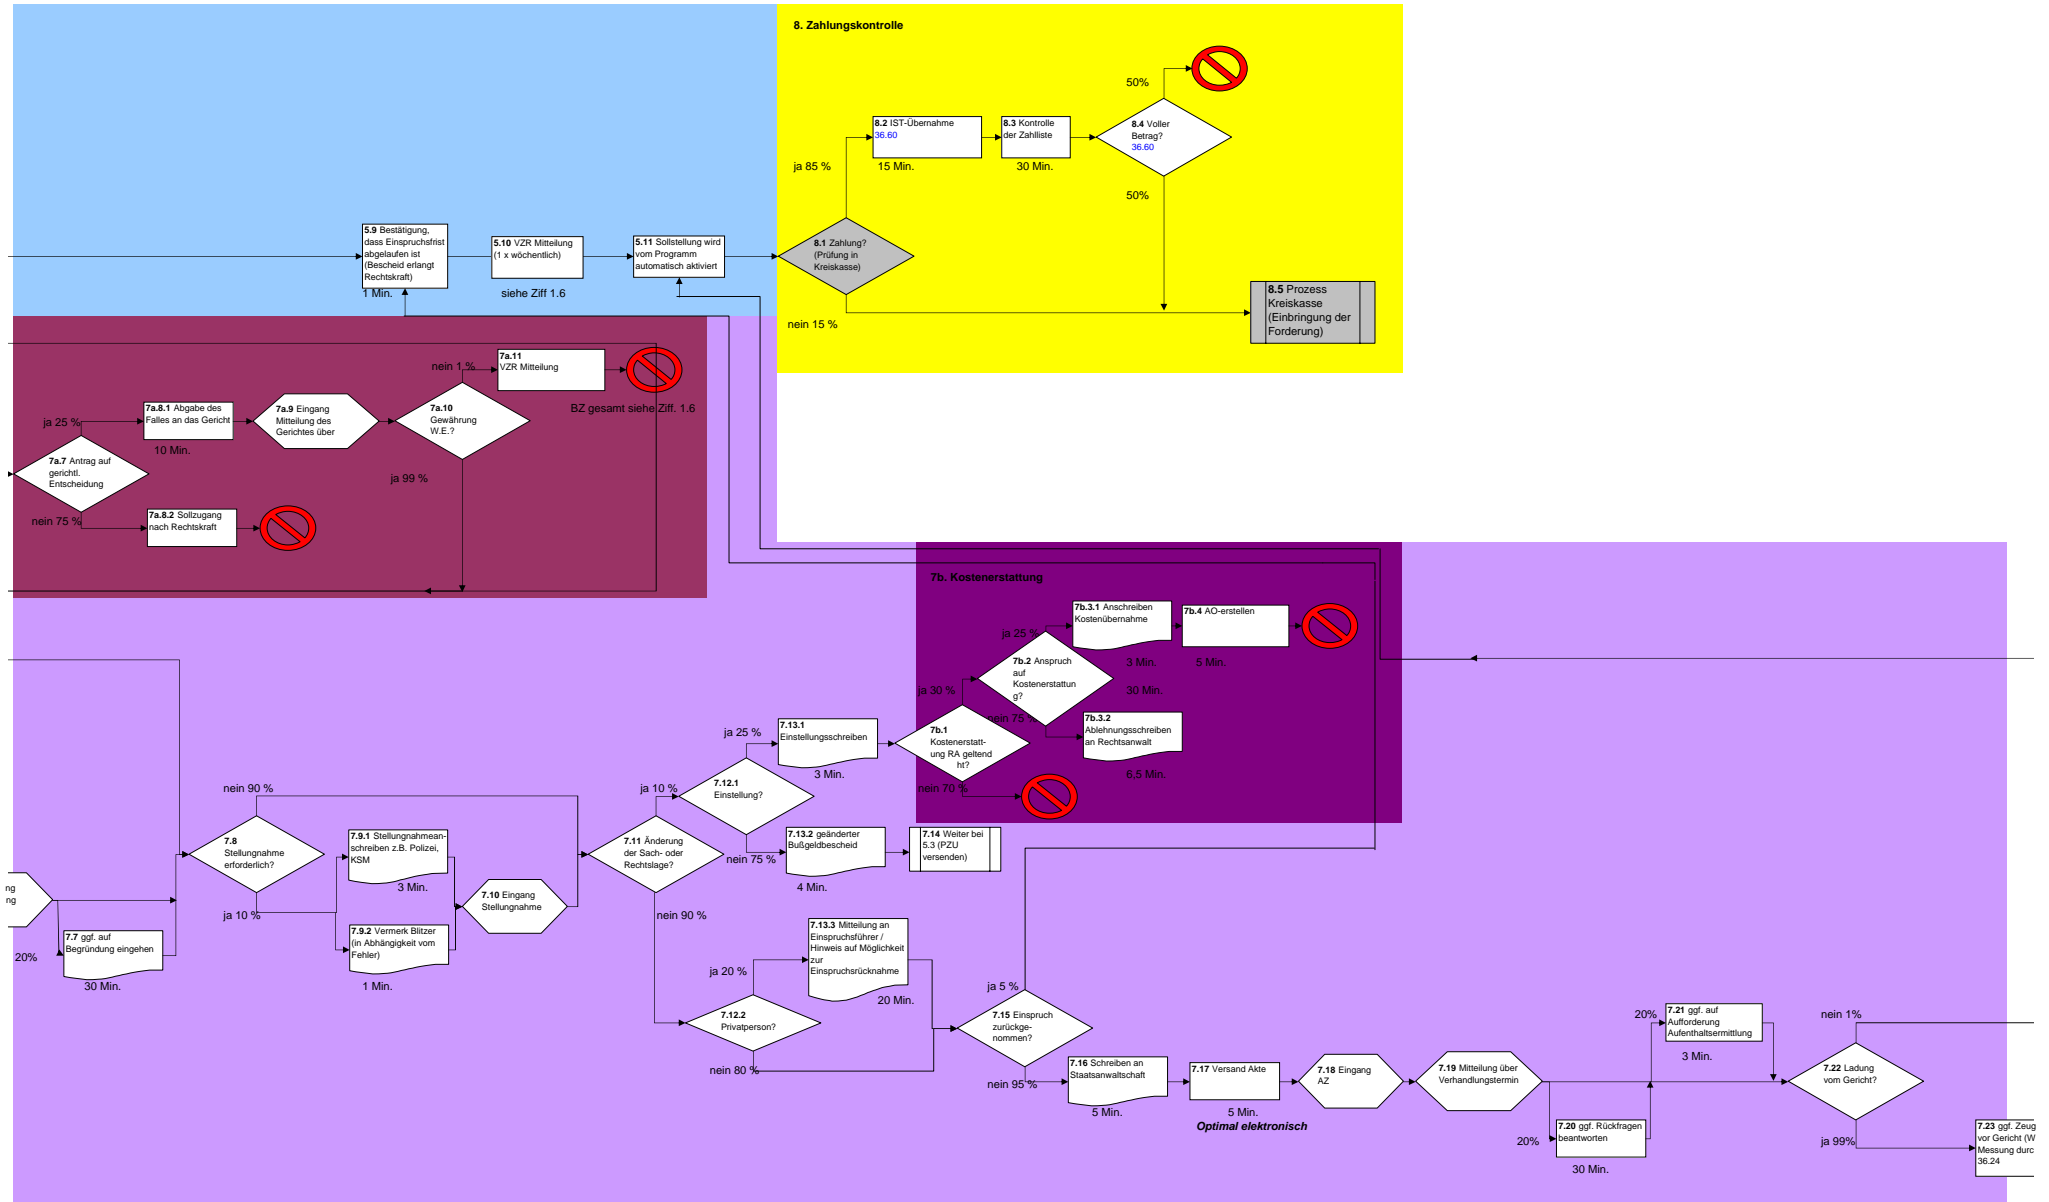 8. Zahlungskontrolle
50%
8.2 IST-Übernahme
36.60
15 Min.
8.3 Kontrolle
der Zahlliste
30 Min.
8.4 Voller
Betrag?
36.60
ja 85 %
50%
5.9 Bestätigung,
dass Einspruchsfrist
abgelaufen ist
(Bescheid erlangt
Rechtskraft)
1 Min.
5.10 VZR Mitteilung
(1 x wöchentlich)
siehe Ziff 1.6
5.11 Sollstellung wird
vom Programm
automatisch aktiviert
8.1 Zahlung?
(Prüfung in
Kreiskasse)
nein 15 %
8.5 Prozess
Kreiskasse
(Einbringung der
Forderung)
nein 1 %
7a.11
VZR Mitteilung
BZ gesamt siehe Ziff. 1.6
ja 25 %
7a.8.1 Abgabe des
Falles an das Gericht
10 Min.
7a.9 Eingang
Mitteilung des
Gerichtes über
7a.10
Gewährung
W.E.?
ja 99 %
7a.7 Antrag auf
gerichtl.
Entscheidung
nein 75 %
7a.8.2 Sollzugang
nach Rechtskraft
7b. Kostenerstattung
ja 25 %
7b.3.1 Anschreiben
Kostenübernahme
3 Min.
7b.4 AO-erstellen
5 Min.
7b.2 Anspruch
auf
Kostenerstattun
g?
30 Min.
ja 30 %
nein 75 %
7b.3.2
Ablehnungsschreiben
an Rechtsanwalt
6,5 Min.
7b.1
Kostenerstatt-
ung RA geltend
ht?
nein 70 %
ja 25 %
7.13.1
Einstellungsschreiben
3 Min.
nein 90 %
ja 10 %
7.12.1
Einstellung?
7.8
Stellungnahme
erforderlich?
7.9.1 Stellungnahmean-
schreiben z.B. Polizei,
KSM
3 Min.
7.11 Änderung
der Sach- oder
Rechtslage?
nein 75 %
7.13.2 geänderter
Bußgeldbescheid
4 Min.
7.14 Weiter bei
5.3 (PZU
versenden)
ng
ng
ja 10 %
7.10 Eingang
Stellungnahme
nein 90 %
20%
7.7 ggf. auf
Begründung eingehen
30 Min.
7.9.2 Vermerk Blitzer
(in Abhängigkeit vom
Fehler)
1 Min.
7.13.3 Mitteilung an
Einspruchsführer /
Hinweis auf Möglichkeit
zur
Einspruchsrücknahme
20 Min.
ja 20 %
7.12.2
Privatperson?
nein 80 %
ja 5 %
7.15 Einspruch
zurückge-
nommen?
nein 95 %
7.16 Schreiben an
Staatsanwaltschaft
5 Min.
7.17 Versand Akte
5 Min.
Optimal elektronisch
7.18 Eingang
AZ
7.19 Mitteilung über
Verhandlungstermin
20%
7.21 ggf. auf
Aufforderung
Aufenthaltsermittlung
3 Min.
20%
7.20 ggf. Rückfragen
beantworten
30 Min.
nein 1%
7.22 Ladung
vom Gericht?
ja 99%
7.23 ggf. Zeug
vor Gericht (W
Messung durc
36.24